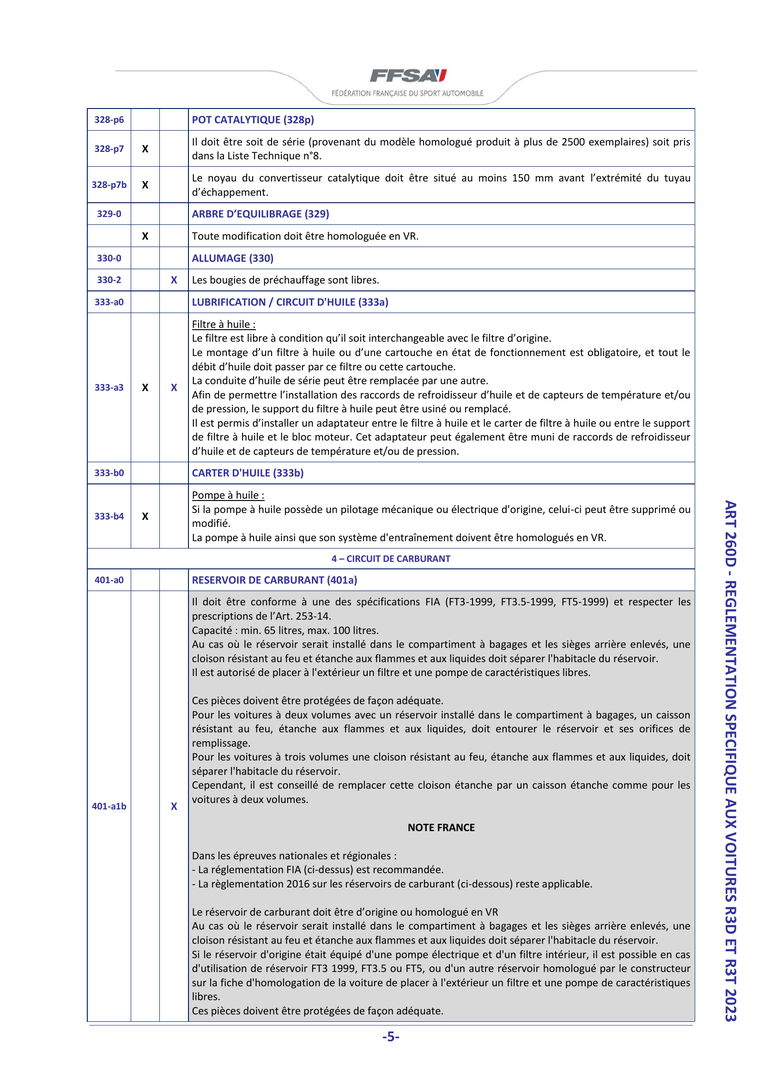 FFSA
FÉDÉRATION FRANÇAISE DU SPORT AUTOMOBILE
328-p6 POT CATALYTIQUE (328p)
328-p7 X Il doit être soit de série (provenant du modèle homologué produit à plus de 2500 exemplaires) soit pris
dans la Liste Technique n°8.
328-p7b X Le noyau du convertisseur catalytique doit être situé au moins 150 mm avant l'extrémité du tuyau
d'échappement.
329-0 ARBRE D'EQUILIBRAGE (329)
X Toute modification doit être homologuée en VR.
330-0 ALLUMAGE (330)
330-2 X Les bougies de préchauffage sont libres.
333-a0 LUBRIFICATION / CIRCUIT D'HUILE (333a)
333-a3 X X Filtre à huile :
Le filtre est libre à condition qu'il soit interchangeable avec le filtre d'origine.
Le montage d'un filtre à huile ou d'une cartouche en état de fonctionnement est obligatoire, et tout le
débit d'huile doit passer par ce filtre ou cette cartouche.
La conduite d'huile de série peut être remplacée par une autre.
Afin de permettre l'installation des raccords de refroidisseur d'huile et de capteurs de température et/ou
de pression, le support du filtre à huile peut être usiné ou remplacé.
Il est permis d'installer un adaptateur entre le filtre à huile et le carter de filtre à huile ou entre le support
de filtre à huile et le bloc moteur. Cet adaptateur peut également être muni de raccords de refroidisseur
d'huile et de capteurs de température et/ou de pression.
333-b0 CARTER D'HUILE (333b)
333-b4 X Pompe à huile :
Si la pompe à huile possède un pilotage mécanique ou électrique d'origine, celui-ci peut être supprimé ou
modifié.
La pompe à huile ainsi que son système d'entraînement doivent être homologués en VR.
4 – CIRCUIT DE CARBURANT
401-a0 RESERVOIR DE CARBURANT (401a)
401-a1b X Il doit être conforme à une des spécifications FIA (FT3-1999, FT3.5-1999, FT5-1999) et respecter les
prescriptions de l'Art. 253-14.
Capacité : min. 65 litres, max. 100 litres.
Au cas où le réservoir serait installé dans le compartiment à bagages et les sièges arrière enlevés, une
cloison résistant au feu et étanche aux flammes et aux liquides doit séparer l'habitacle du réservoir.
Il est autorisé de placer à l'extérieur un filtre et une pompe de caractéristiques libres.
Ces pièces doivent être protégées de façon adéquate.
Pour les voitures à deux volumes avec un réservoir installé dans le compartiment à bagages, un caisson
résistant au feu, étanche aux flammes et aux liquides, doit entourer le réservoir et ses orifices de
remplissage.
Pour les voitures à trois volumes une cloison résistant au feu, étanche aux flammes et aux liquides, doit
séparer l'habitacle du réservoir.
Cependant, il est conseillé de remplacer cette cloison étanche par un caisson étanche comme pour les
voitures à deux volumes.
NOTE FRANCE
Dans les épreuves nationales et régionales :
- La réglementation FIA (ci-dessus) est recommandée.
- La règlementation 2016 sur les réservoirs de carburant (ci-dessous) reste applicable.
Le réservoir de carburant doit être d'origine ou homologué en VR
Au cas où le réservoir serait installé dans le compartiment à bagages et les sièges arrière enlevés, une
cloison résistant au feu et étanche aux flammes et aux liquides doit séparer l'habitacle du réservoir.
Si le réservoir d'origine était équipé d'une pompe électrique et d'un filtre intérieur, il est possible en cas
d'utilisation de réservoir FT3 1999, FT3.5 ou FT5, ou d'un autre réservoir homologué par le constructeur
sur la fiche d'homologation de la voiture de placer à l'extérieur un filtre et une pompe de caractéristiques
libres.
Ces pièces doivent être protégées de façon adéquate.
ART 260D - REGLEMENTATION SPECIFIQUE AUX VOITURES R3D ET R3T 2023
-5-